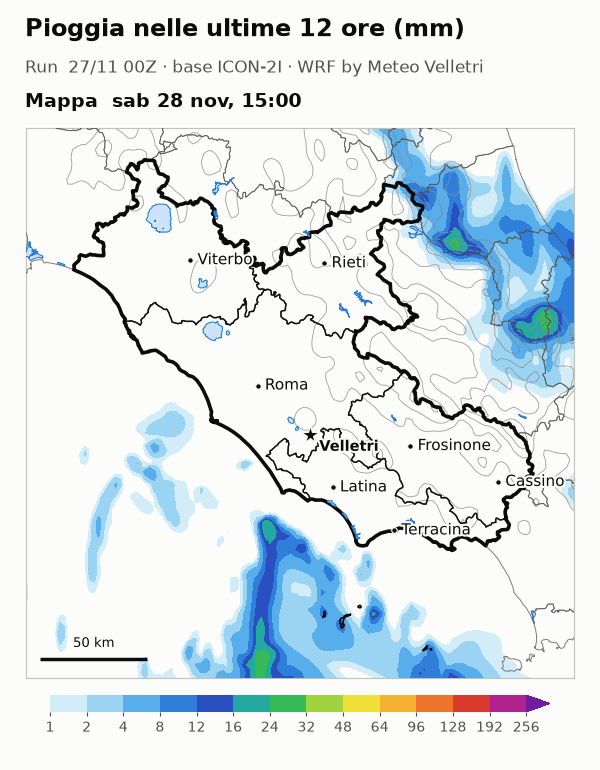 Pioggia nelle ultime 12 ore (mm)
Run  27/11 00Z · base ICON-2I · WRF by Meteo Velletri
Mappa  sab 28 nov, 15:00
Viterbo
Rieti
Roma
Velletri
Frosinone
Cassino
Latina
Terracina
50 km
1 2 4 8 12 16 24 32 48 64 96 128 192 256